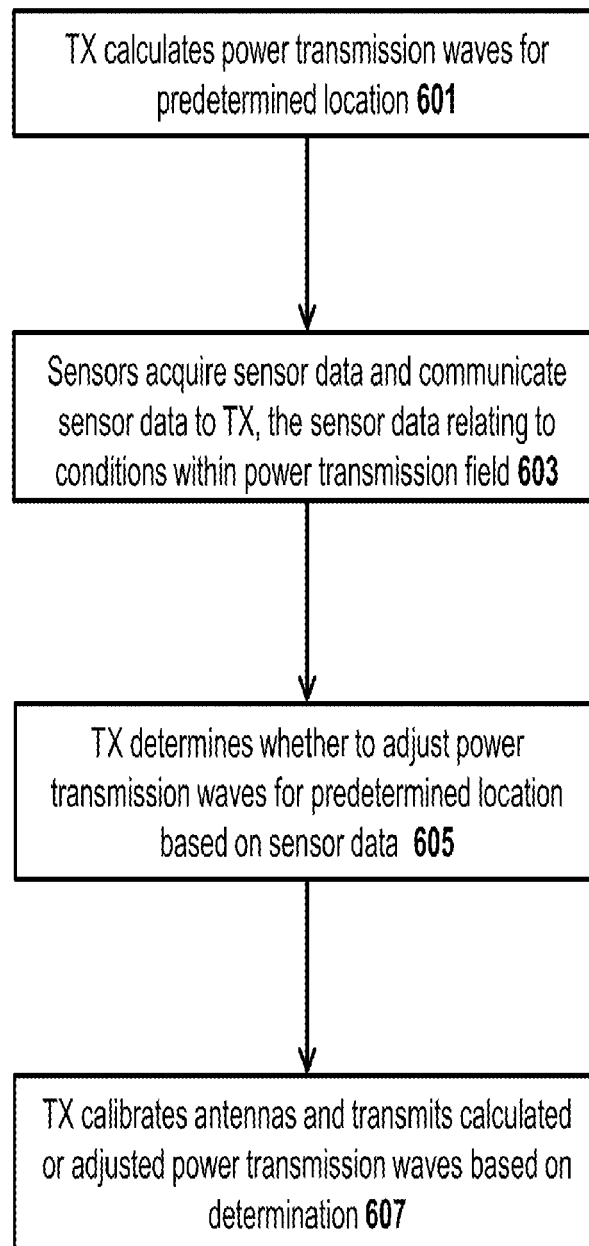 TX calculates power transmission waves for
predetermined location 601
Sensors acquire sensor data and communicate
sensor data to TX, the sensor data relating to
conditions within power transmission field 603
TX determines whether to adjust power
transmission waves for predetermined location
based on sensor data 605
TX calibrates antennas and transmits calculated
or adjusted power transmission waves based on
determination 607